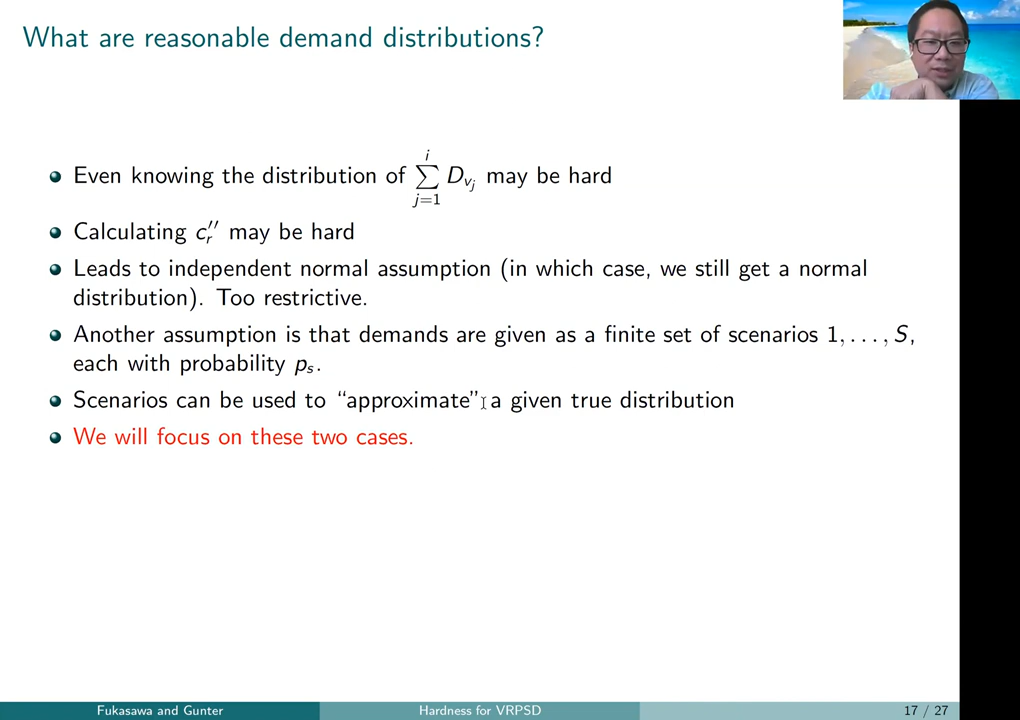 What are reasonable demand distributions?
Even knowing the distribution of $\sum_{j=1}^{i} D_{v_j}$ may be hard
Calculating $c_r''$ may be hard
Leads to independent normal assumption (in which case, we still get a normal
distribution). Too restrictive.
Another assumption is that demands are given as a finite set of scenarios 1, . . . , S,
each with probability $p_s$.
Scenarios can be used to “approximate” a given true distribution
We will focus on these two cases.
Fukasawa and Gunter
Hardness for VRPSD
17 / 27